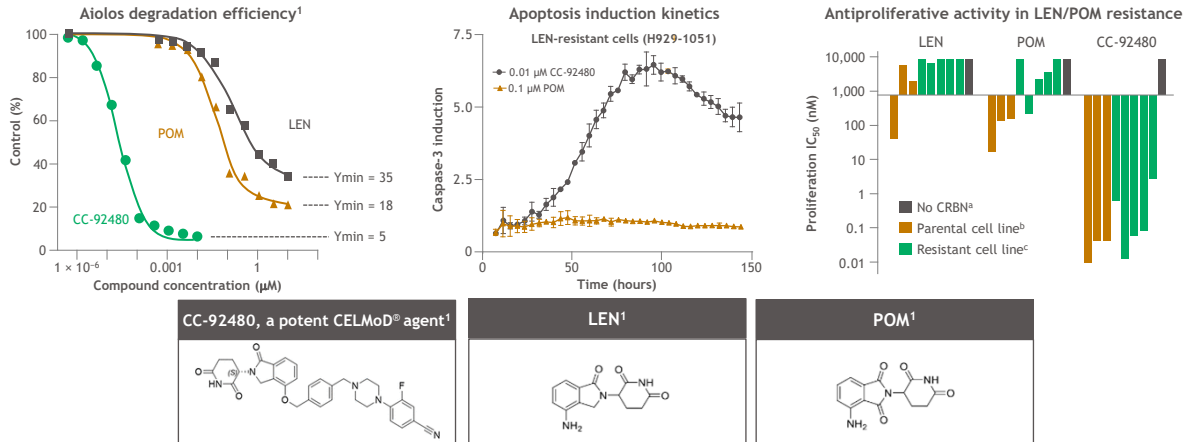 Aiolos degradation efficiency¹
Control (%)
100
80
60
40
20
0
POM
LEN
CC-92480
Ymin = 35
Ymin = 18
Ymin = 5
1 × 10⁻⁶
0.001
1
Compound concentration (µM)
Apoptosis induction kinetics
LEN-resistant cells (H929-1051)
0.01 µM CC-92480
0.1 µM POM
Caspase-3 induction
7.5
5.0
2.5
0
0
50
100
150
Time (hours)
Antiproliferative activity in LEN/POM resistance
LEN
POM
CC-92480
Proliferation IC₅₀ (nM)
10,000
1,000
100
10
1
0.1
0.01
No CRBNᵃ
Parental cell lineᵇ
Resistant cell lineᶜ
CC-92480, a potent CELMoD® agent¹
O
O
(S)
N
NH
O
O
N
N
F
N
LEN¹
O
O
NH
N
O
NH₂
POM¹
O
O
NH
N
O
O
NH₂